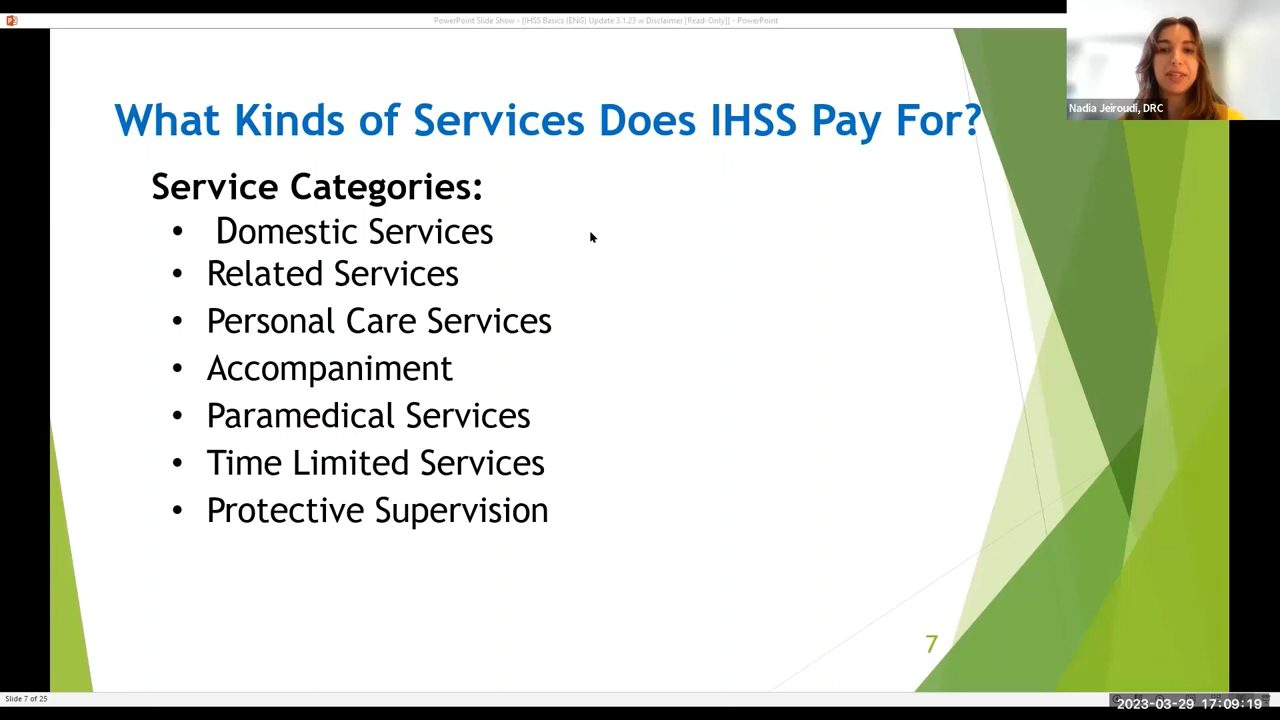 PowerPoint Slide Show - [IHSS Basics (ENG) Update 3.1.23 w Disclaimer [Read-Only]] - PowerPoint
Nadia Jeiroudi, DRC
What Kinds of Services Does IHSS Pay For?
Service Categories:
• Domestic Services
• Related Services
• Personal Care Services
• Accompaniment
• Paramedical Services
• Time Limited Services
• Protective Supervision
7
Slide 7 of 25
2023-03-29 17:09:19